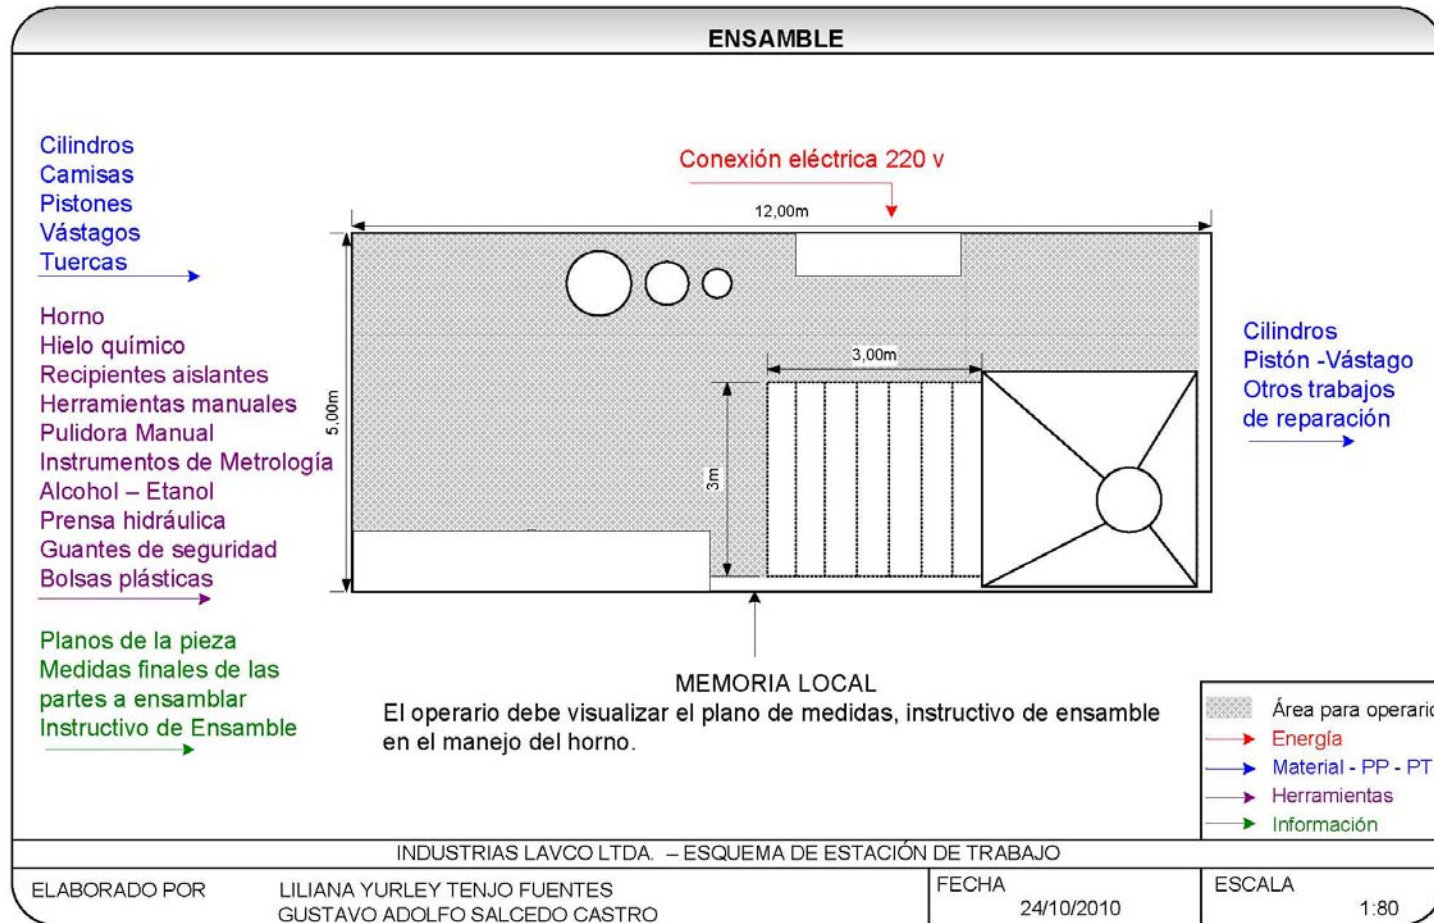 ENSAMBLE
Cilindros
Camisas
Pistones
Vástagos
Tuercas
Horno
Hielo químico
Recipientes aislantes
Herramientas manuales
Pulidora Manual
Instrumentos de Metrología
Alcohol – Etanol
Prensa hidráulica
Guantes de seguridad
Bolsas plásticas
Planos de la pieza
Medidas finales de las
partes a ensamblar
Instructivo de Ensamble
Conexión eléctrica 220 v
12,00m
5,00m
3,00m
3m
Cilindros
Pistón -Vástago
Otros trabajos
de reparación
MEMORIA LOCAL
El operario debe visualizar el plano de medidas, instructivo de ensamble
en el manejo del horno.
Área para operario
Energía
Material - PP - PT
Herramientas
Información
INDUSTRIAS LAVCO LTDA. – ESQUEMA DE ESTACIÓN DE TRABAJO
ELABORADO POR
LILIANA YURLEY TENJO FUENTES
GUSTAVO ADOLFO SALCEDO CASTRO
FECHA
24/10/2010
ESCALA
1:80